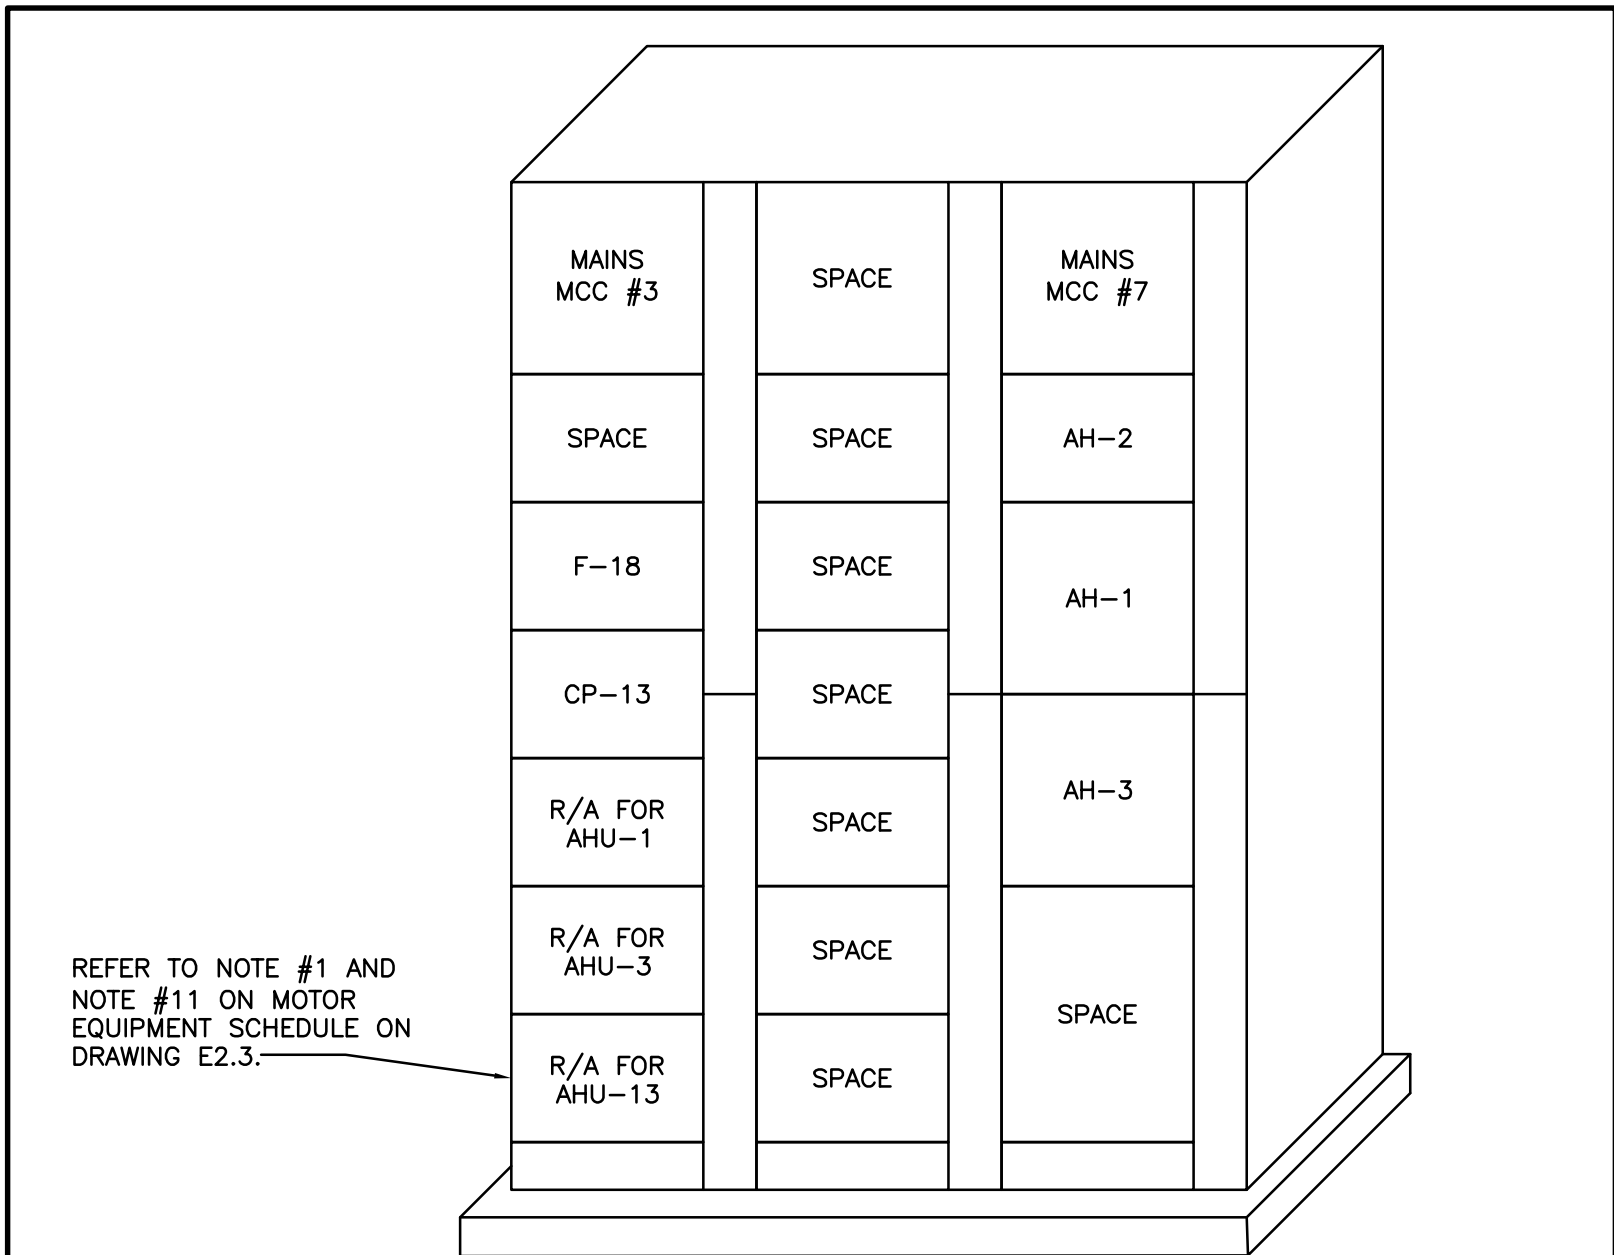 MAINS
MCC #3
SPACE
F-18
CP-13
R/A FOR
AHU-1
R/A FOR
AHU-3
R/A FOR
AHU-13
SPACE
SPACE
SPACE
SPACE
SPACE
SPACE
SPACE
MAINS
MCC #7
AH-2
AH-1
AH-3
SPACE
REFER TO NOTE #1 AND
NOTE #11 ON MOTOR
EQUIPMENT SCHEDULE ON
DRAWING E2.3.